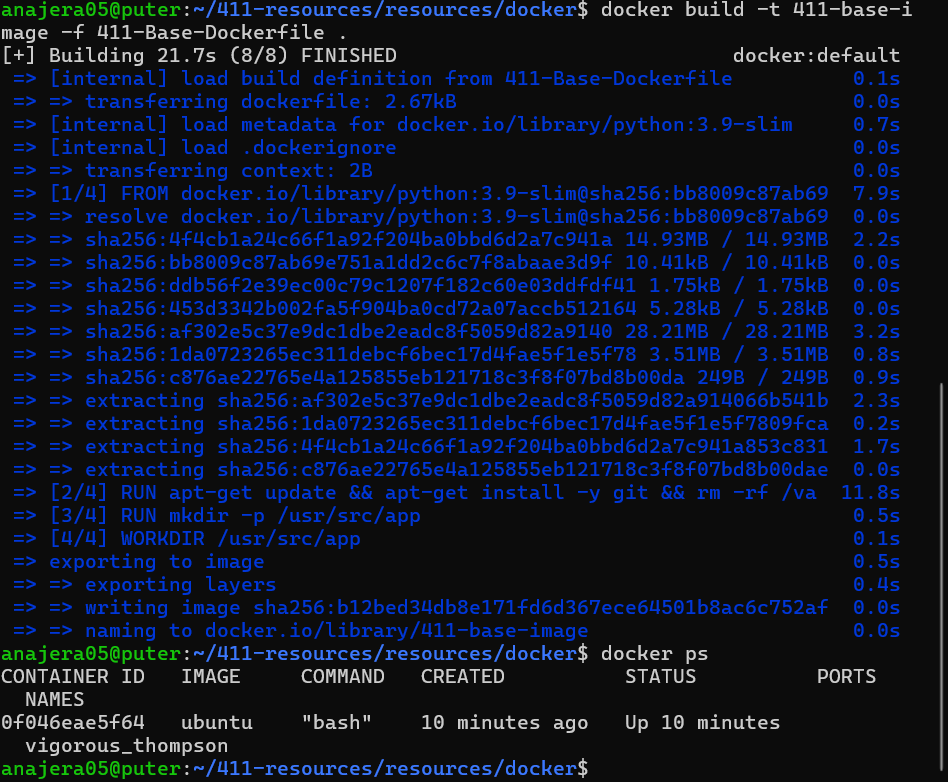 anajera05@puter:~/411-resources/resources/docker$ docker build -t 411-base-i
mage -f 411-Base-Dockerfile .
[+] Building 21.7s (8/8) FINISHED                            docker:default
 => [internal] load build definition from 411-Base-Dockerfile          0.1s
 => => transferring dockerfile: 2.67kB                                 0.0s
 => [internal] load metadata for docker.io/library/python:3.9-slim     0.7s
 => [internal] load .dockerignore                                      0.0s
 => => transferring context: 2B                                        0.0s
 => [1/4] FROM docker.io/library/python:3.9-slim@sha256:bb8009c87ab69  7.9s
 => => resolve docker.io/library/python:3.9-slim@sha256:bb8009c87ab69  0.0s
 => => sha256:4f4cb1a24c66f1a92f204ba0bbd6d2a7c941a 14.93MB / 14.93MB  2.2s
 => => sha256:bb8009c87ab69e751a1dd2c6c7f8abaae3d9f 10.41kB / 10.41kB  0.0s
 => => sha256:ddb56f2e39ec00c79c1207f182c60e03ddfdf41 1.75kB / 1.75kB  0.0s
 => => sha256:453d3342b002fa5f904ba0cd72a07accb512164 5.28kB / 5.28kB  0.0s
 => => sha256:af302e5c37e9dc1dbe2eadc8f5059d82a9140 28.21MB / 28.21MB  3.2s
 => => sha256:1da0723265ec311debcf6bec17d4fae5f1e5f78 3.51MB / 3.51MB  0.8s
 => => sha256:c876ae22765e4a125855eb121718c3f8f07bd8b00da 249B / 249B  0.9s
 => => extracting sha256:af302e5c37e9dc1dbe2eadc8f5059d82a914066b541b  2.3s
 => => extracting sha256:1da0723265ec311debcf6bec17d4fae5f1e5f7809fca  0.2s
 => => extracting sha256:4f4cb1a24c66f1a92f204ba0bbd6d2a7c941a853c831  1.7s
 => => extracting sha256:c876ae22765e4a125855eb121718c3f8f07bd8b00dae  0.0s
 => [2/4] RUN apt-get update && apt-get install -y git && rm -rf /va  11.8s
 => [3/4] RUN mkdir -p /usr/src/app                                    0.5s
 => [4/4] WORKDIR /usr/src/app                                         0.1s
 => exporting to image                                                 0.5s
 => => exporting layers                                                0.4s
 => => writing image sha256:b12bed34db8e171fd6d367ece64501b8ac6c752af  0.0s
 => => naming to docker.io/library/411-base-image                      0.0s
anajera05@puter:~/411-resources/resources/docker$ docker ps
CONTAINER ID   IMAGE     COMMAND   CREATED          STATUS          PORTS
  NAMES
0f046eae5f64   ubuntu    "bash"    10 minutes ago   Up 10 minutes
  vigorous_thompson
anajera05@puter:~/411-resources/resources/docker$